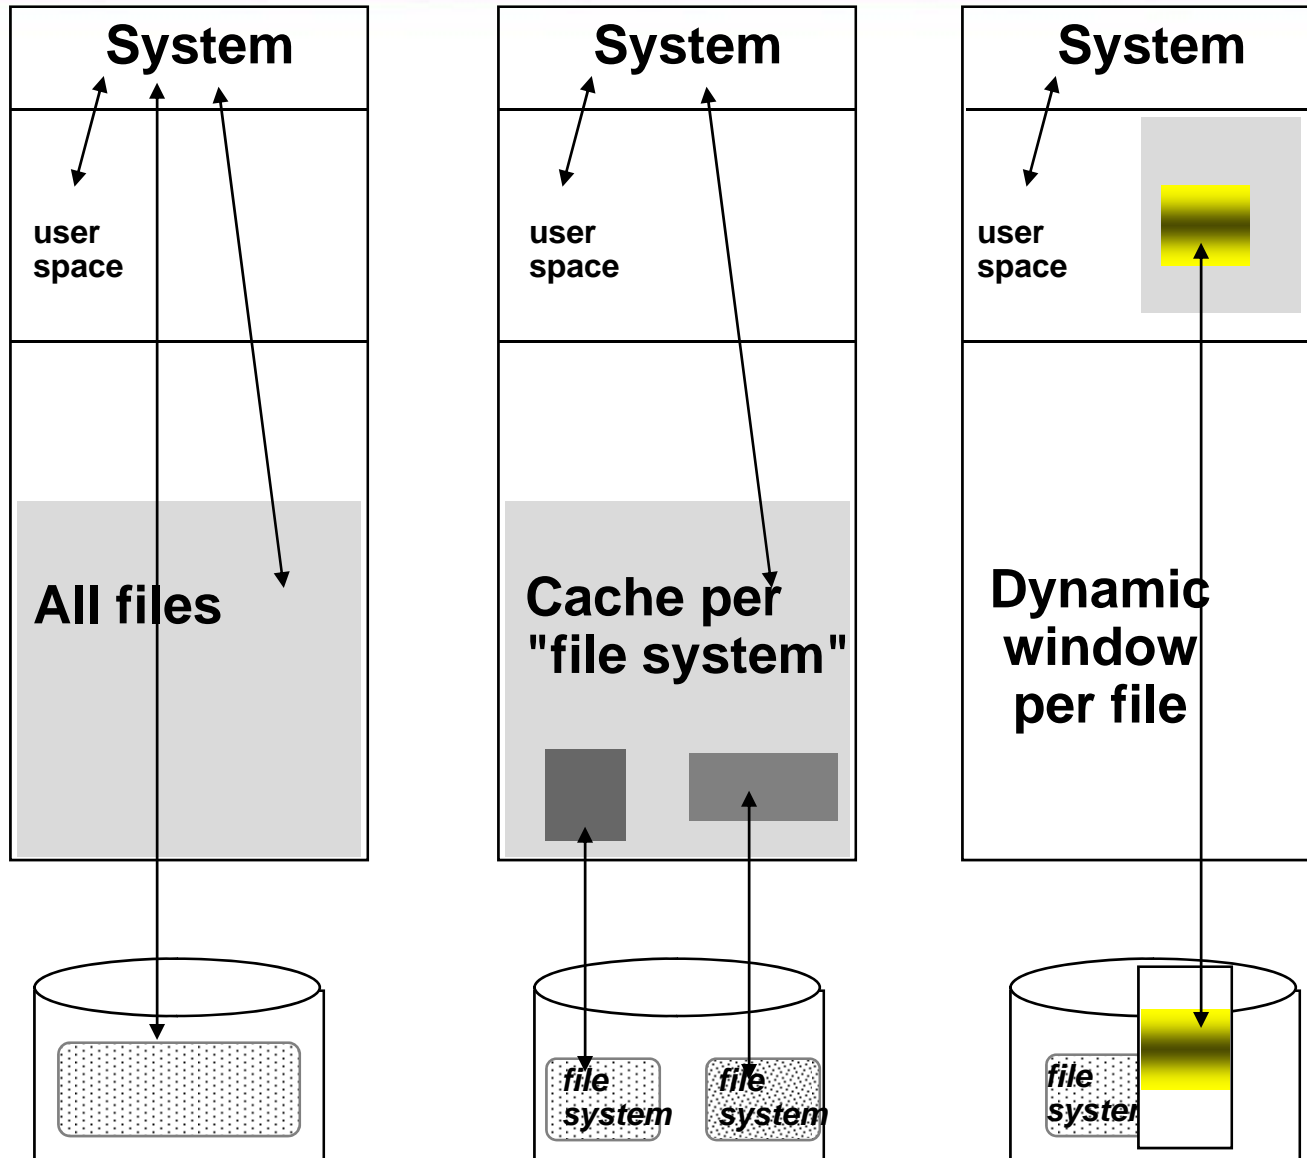 System
user
space
All files
System
user
space
Cache per
"file system"
file
system
file
system
System
user
space
Dynamic
window
per file
file
system